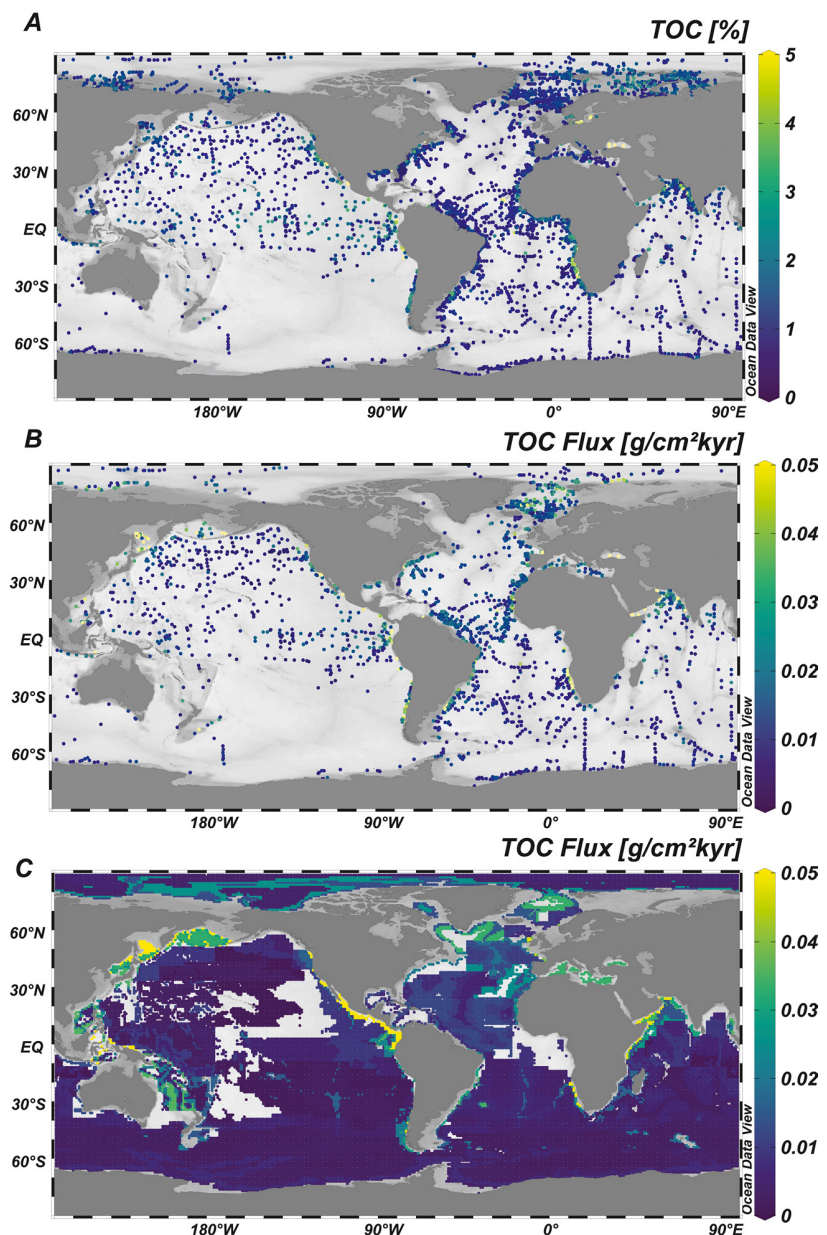 A
TOC [%]
60°N
30°N
EQ
30°S
60°S
180°W
90°W
0°
90°E
5
4
3
2
1
0
Ocean Data View
B
TOC Flux [g/cm²kyr]
60°N
30°N
EQ
30°S
60°S
180°W
90°W
0°
90°E
0.05
0.04
0.03
0.02
0.01
0
Ocean Data View
C
TOC Flux [g/cm²kyr]
60°N
30°N
EQ
30°S
60°S
180°W
90°W
0°
90°E
0.05
0.04
0.03
0.02
0.01
0
Ocean Data View